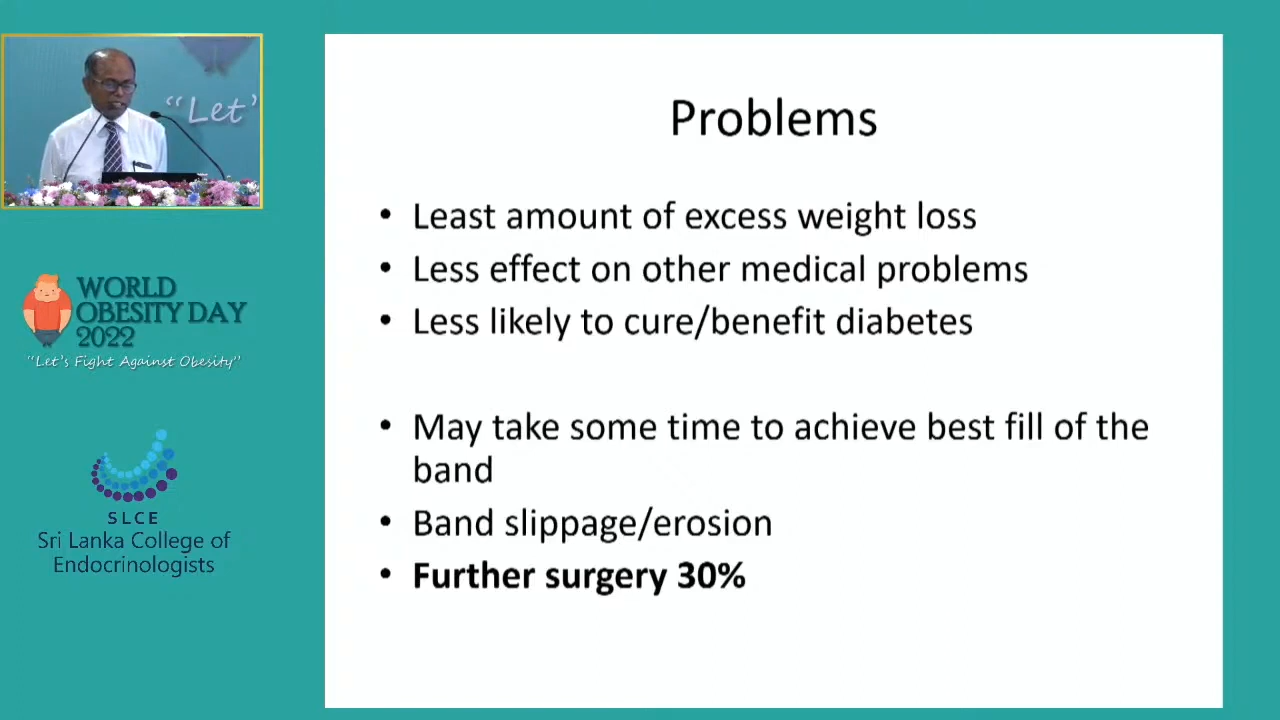 “Let’
WORLD
OBESITY DAY
2022
“Let’s Fight Against Obesity”
SLCE
Sri Lanka College of
Endocrinologists
Problems
• Least amount of excess weight loss
• Less effect on other medical problems
• Less likely to cure/benefit diabetes
• May take some time to achieve best fill of the
band
• Band slippage/erosion
• Further surgery 30%